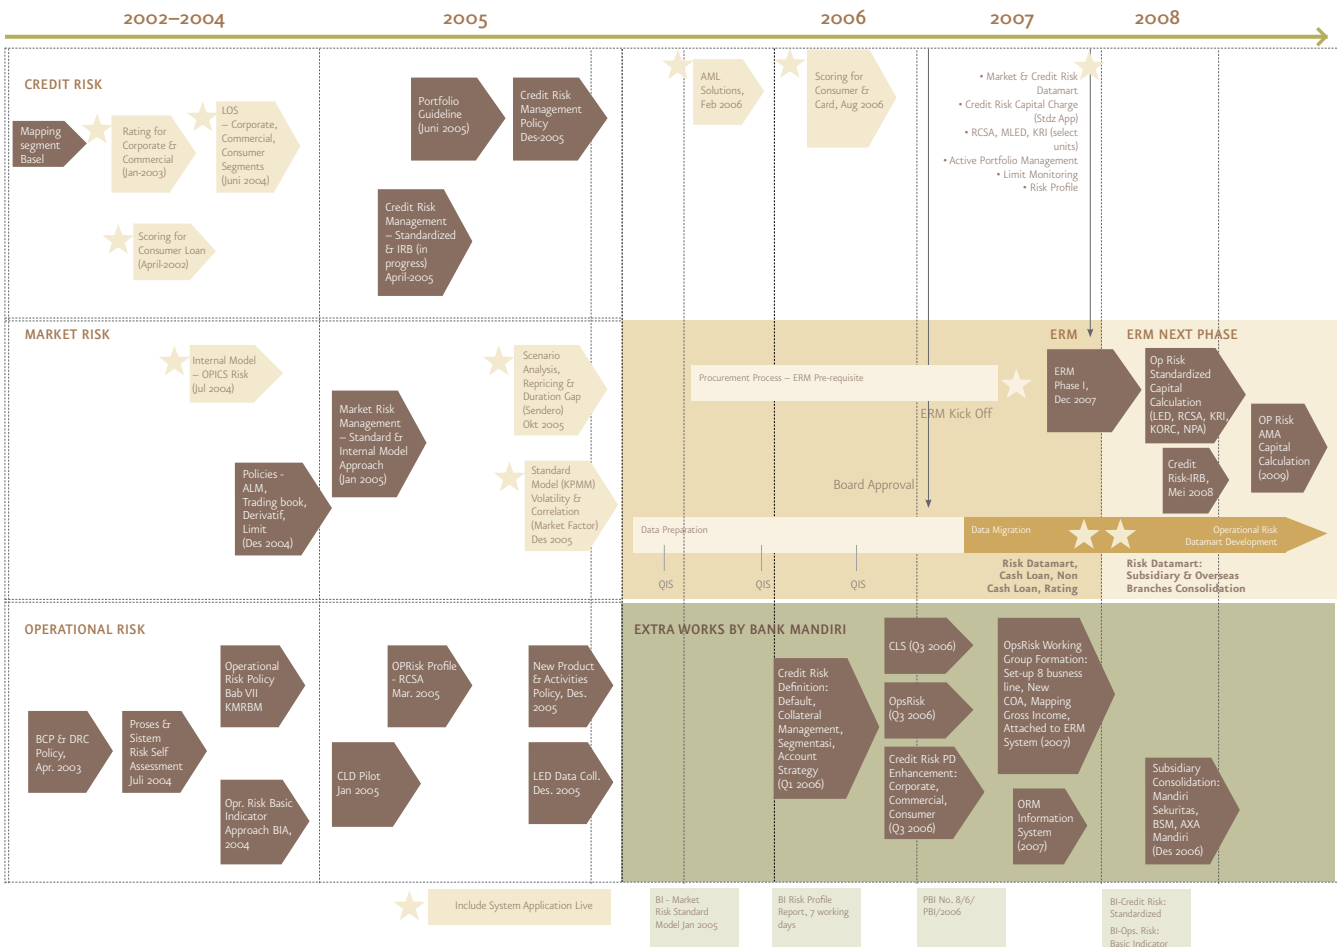 2002–2004
2005
2006
2007
2008
CREDIT RISK
Mapping
segment
Basel
Rating for
Corporate &
Commercial
(Jan-2003)
LOS
– Corporate,
Commercial,
Consumer
Segments
(Juni 2004)
Scoring for
Consumer Loan
(April-2002)
Portfolio
Guideline
(Juni 2005)
Credit Risk
Management
Policy
Des-2005
Credit Risk
Management
– Standardized
& IRB (in
progress)
April-2005
AML
Solutions,
Feb 2006
Scoring for
Consumer &
Card, Aug 2006
• Market & Credit Risk
Datamart
• Credit Risk Capital Charge
(Stdz App)
• RCSA, MLED, KRI (select
units)
• Active Portfolio Management
• Limit Monitoring
• Risk Profile
MARKET RISK
Internal Model
– OPICS Risk
(Jul 2004)
Policies -
ALM,
Trading book,
Derivatif,
Limit
(Des 2004)
Market Risk
Management
– Standard &
Internal Model
Approach
(Jan 2005)
Scenario
Analysis,
Repricing &
Duration Gap
(Sendero)
Okt 2005
Standard
Model (KPMM)
Volatility &
Correlation
(Market Factor)
Des 2005
ERM
ERM NEXT PHASE
Procurement Process – ERM Pre-requisite
ERM Kick Off
ERM
Phase I,
Dec 2007
Op Risk
Standardized
Capital
Calculation
(LED, RCSA, KRI,
KORC, NPA)
OP Risk
AMA
Capital
Calculation
(2009)
Credit
Risk-IRB,
Mei 2008
Board Approval
Data Preparation
Data Migration
Operational Risk
Datamart Development
QIS
QIS
QIS
Risk Datamart,
Cash Loan, Non
Cash Loan, Rating
Risk Datamart:
Subsidiary & Overseas
Branches Consolidation
OPERATIONAL RISK
BCP & DRC
Policy,
Apr. 2003
Proses &
Sistem
Risk Self
Assessment
Juli 2004
Operational
Risk Policy
Bab VII
KMRBM
Opr. Risk Basic
Indicator
Approach BIA,
2004
OPRisk Profile
- RCSA
Mar. 2005
CLD Pilot
Jan 2005
New Product
& Activities
Policy, Des.
2005
LED Data Coll.
Des. 2005
EXTRA WORKS BY BANK MANDIRI
Credit Risk
Definition:
Default,
Collateral
Management,
Segmentasi,
Account
Strategy
(Q1 2006)
CLS (Q3 2006)
OpsRisk
(Q3 2006)
Credit Risk PD
Enhancement:
Corporate,
Commercial,
Consumer
(Q3 2006)
OpsRisk Working
Group Formation:
Set-up 8 busness
line, New
COA, Mapping
Gross Income,
Attached to ERM
System (2007)
ORM
Information
System
(2007)
Subsidiary
Consolidation:
Mandiri
Sekuritas,
BSM, AXA
Mandiri
(Des 2006)
Include System Application Live
BI - Market
Risk Standard
Model Jan 2005
BI Risk Profile
Report, 7 working
days
PBI No. 8/6/
PBI/2006
BI-Credit Risk:
Standardized
BI-Ops. Risk:
Basic Indicator